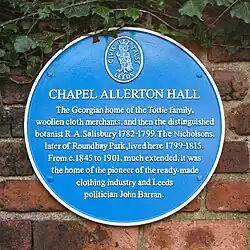 CIVIC TRUST
LEEDS
CHAPEL ALLERTON HALL
The Georgian home of the Tottie family,
woollen cloth merchants, and then the distinguished
botanist R.A. Salisbury 1782-1799. The Nicholsons,
later of Roundhay Park, lived here 1799-1815.
From c.1845 to 1901, much extended, it was
the home of the pioneer of the ready-made
clothing industry and Leeds
politician John Barran.